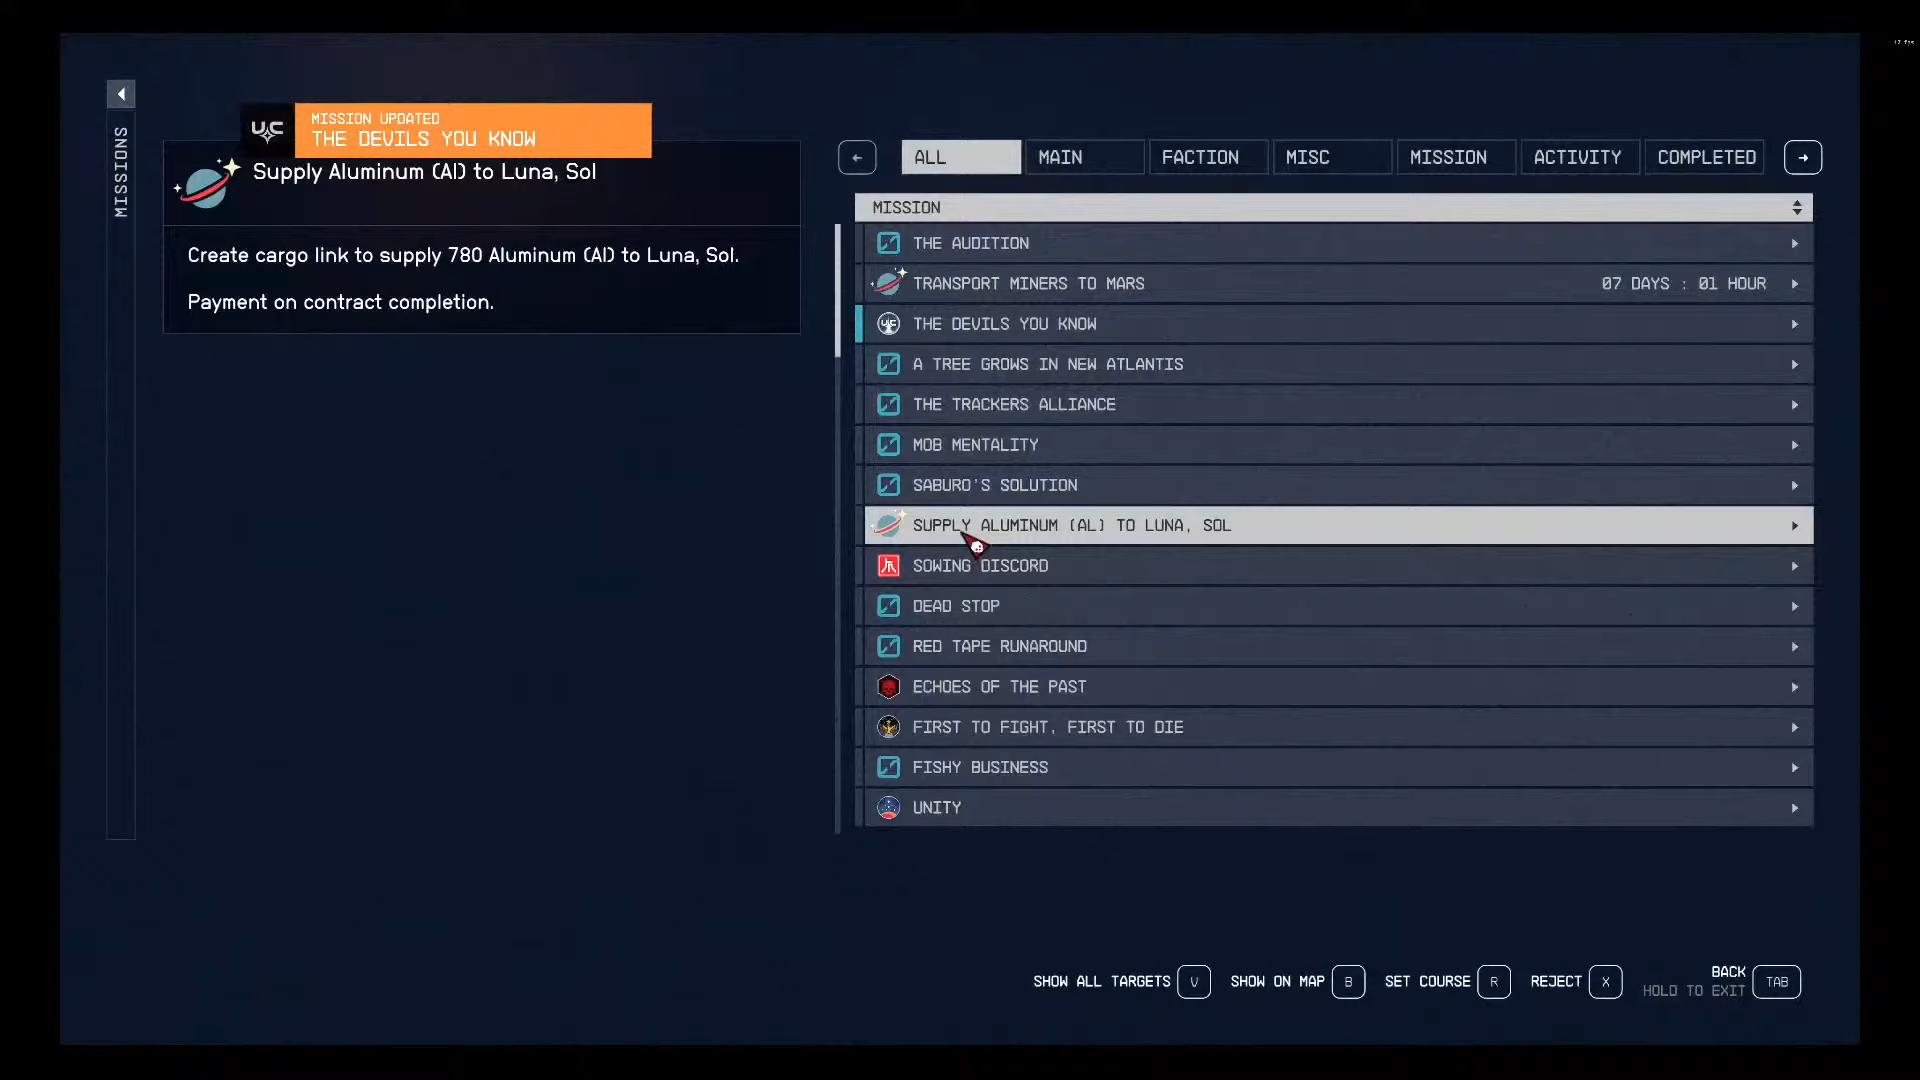 17 fps
MISSIONS
UC
MISSION UPDATED
THE DEVILS YOU KNOW
Supply Aluminum (Al) to Luna, Sol
Create cargo link to supply 780 Aluminum (Al) to Luna, Sol.
Payment on contract completion.
ALL
MAIN
FACTION
MISC
MISSION
ACTIVITY
COMPLETED
MISSION
THE AUDITION
TRANSPORT MINERS TO MARS 07 DAYS : 01 HOUR
THE DEVILS YOU KNOW
A TREE GROWS IN NEW ATLANTIS
THE TRACKERS ALLIANCE
MOB MENTALITY
SABURO'S SOLUTION
SUPPLY ALUMINUM (AL) TO LUNA, SOL
SOWING DISCORD
DEAD STOP
RED TAPE RUNAROUND
ECHOES OF THE PAST
FIRST TO FIGHT, FIRST TO DIE
FISHY BUSINESS
UNITY
SHOW ALL TARGETS V
SHOW ON MAP B
SET COURSE R
REJECT X
BACK
HOLD TO EXIT
TAB